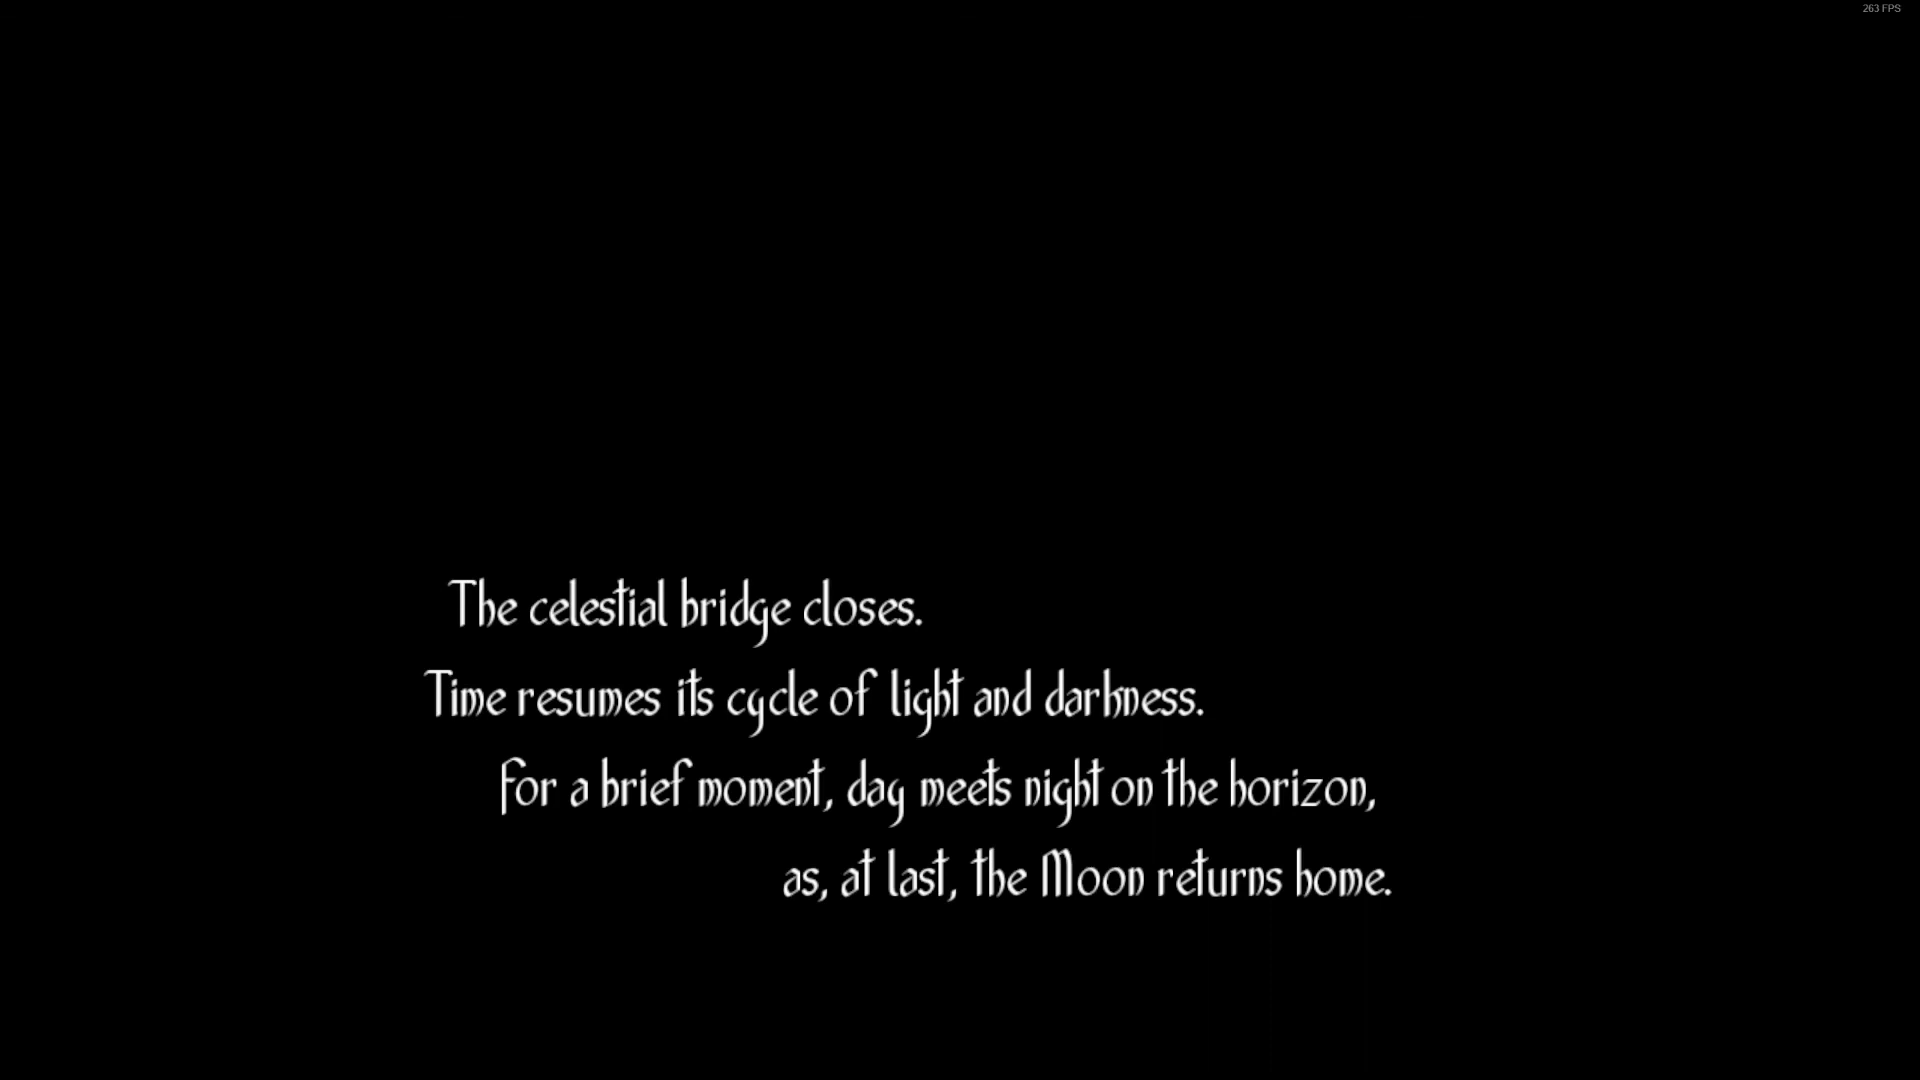 263 FPS
The celestial bridge closes.
Time resumes its cycle of light and darkness.
For a brief moment, day meets night on the horizon,
as, at last, the Moon returns home.